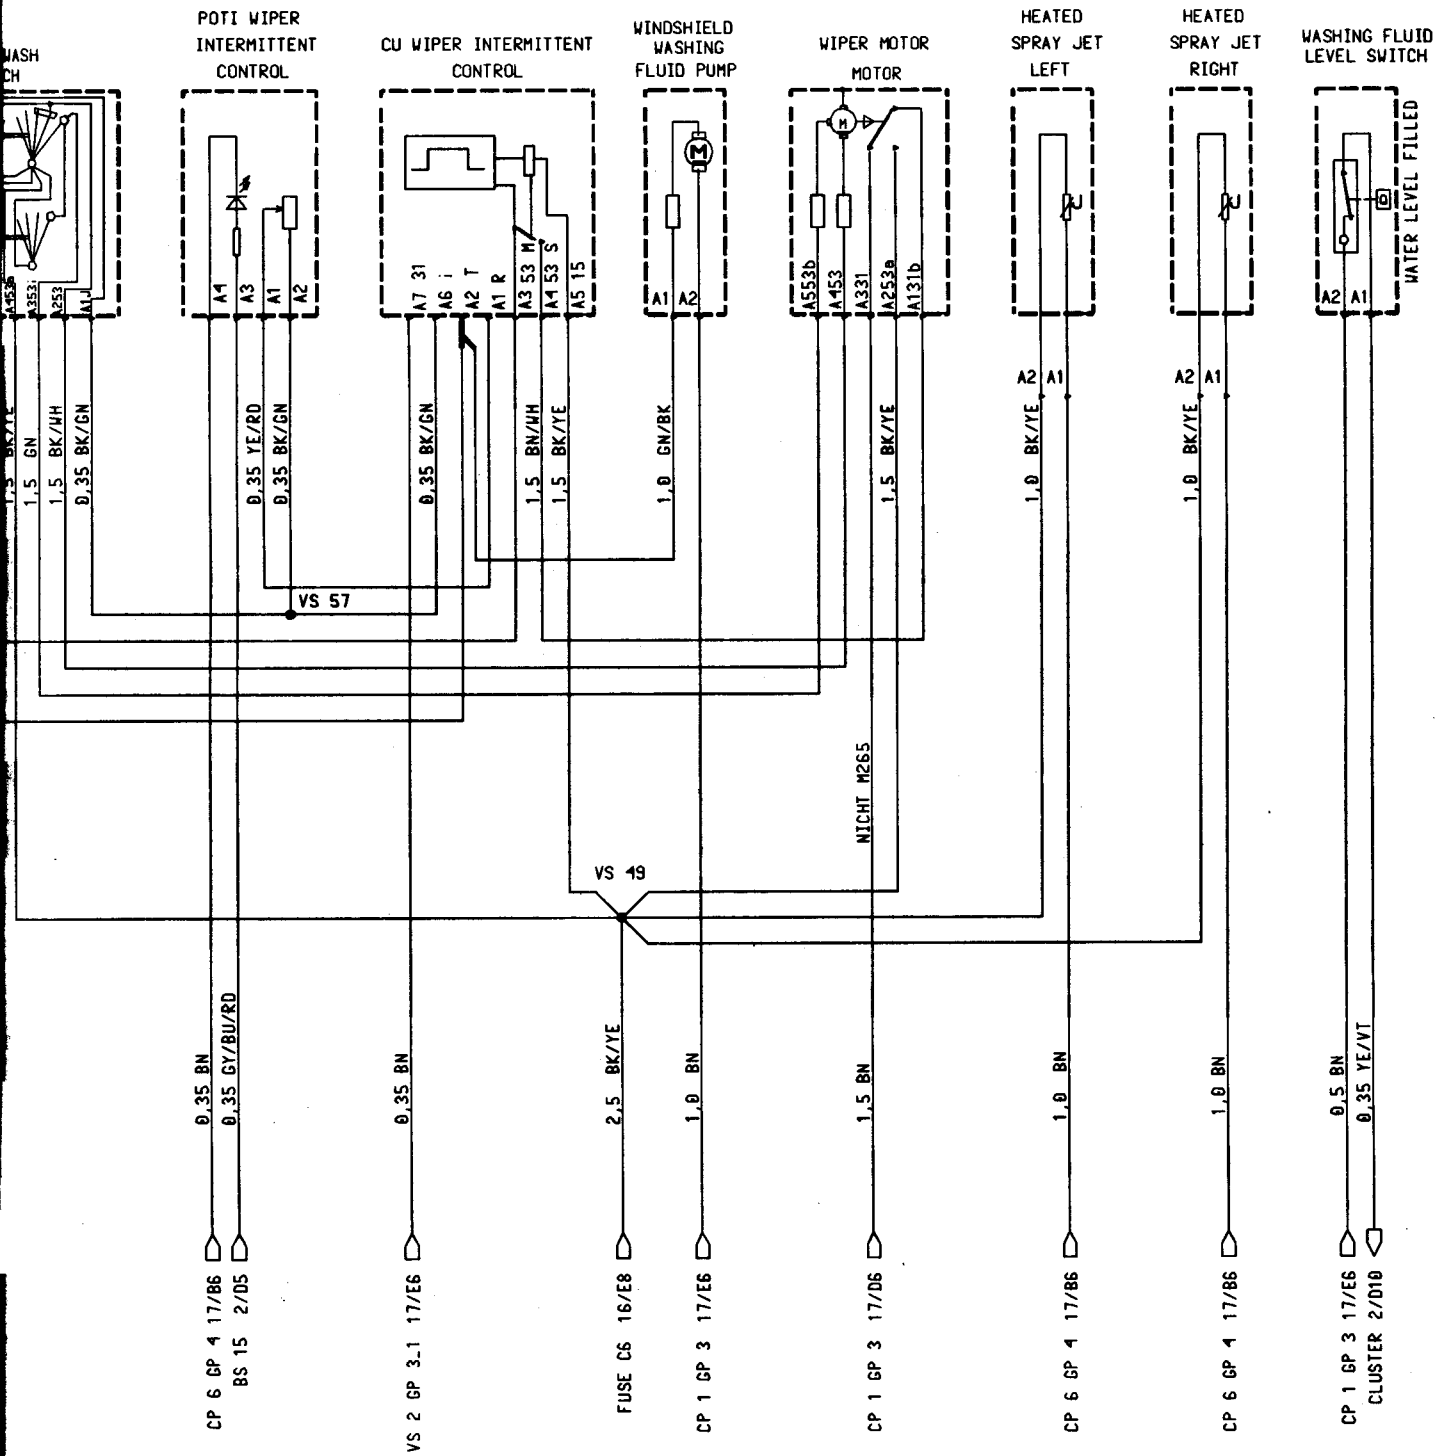 WASH
CH
POTI WIPER
INTERMITTENT
CONTROL
CU WIPER INTERMITTENT
CONTROL
WINDSHIELD
WASHING
FLUID PUMP
WIPER MOTOR
MOTOR
HEATED
SPRAY JET
LEFT
HEATED
SPRAY JET
RIGHT
WASHING FLUID
LEVEL SWITCH
WATER LEVEL FILLED
M
M
A453a
A353i
A253
A1J
A4
A3
A1
A2
A7 31
A6 i
A2 T
A1 R
A3 53 M
A4 53 S
A5 15
A1 A2
A553b
A453
A331
A253a
A131b
A2 A1
A2 A1
A2 A1
1,5 BK/YE
1,5 GN
1,5 BK/WH
0,35 BK/GN
0,35 YE/RD
0,35 BK/GN
0,35 BK/GN
1,5 BN/WH
1,5 BK/YE
1,0 GN/BK
1,5 BK/YE
1,0 BK/YE
1,0 BK/YE
VS 57
NICHT M265
VS 49
0,35 BN
0,35 GY/BU/RD
0,35 BN
2,5 BK/YE
1,0 BN
1,5 BN
1,0 BN
1,0 BN
0,5 BN
0,35 YE/VT
CP 6 GP 4 17/B6
BS 15 2/D5
VS 2 GP 3_1 17/E6
FUSE C6 16/E8
CP 1 GP 3 17/E6
CP 1 GP 3 17/D6
CP 6 GP 4 17/B6
CP 6 GP 4 17/B6
CP 1 GP 3 17/E6
CLUSTER 2/D10